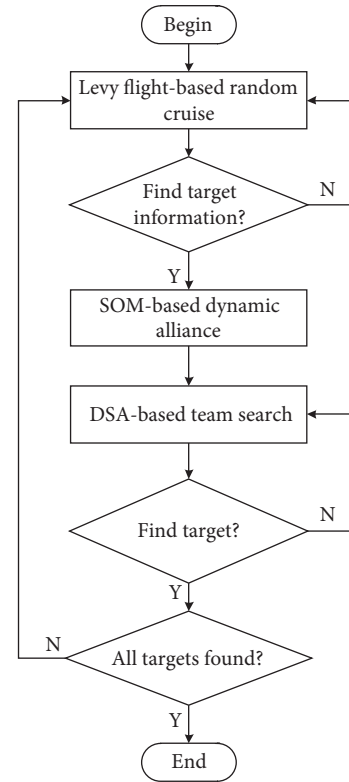 Begin
Levy flight-based random
cruise
Find target
information?
N
Y
SOM-based dynamic
alliance
DSA-based team search
Find target?
N
Y
N
All targets found?
Y
End